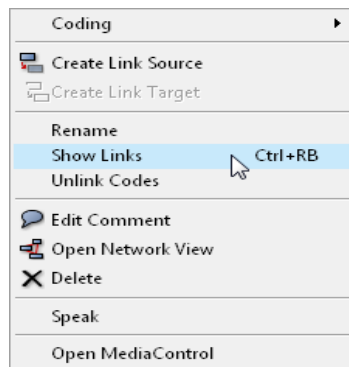 Coding
Create Link Source
Create Link Target
Rename
Show Links Ctrl+RB
Unlink Codes
Edit Comment
Open Network View
Delete
Speak
Open MediaControl